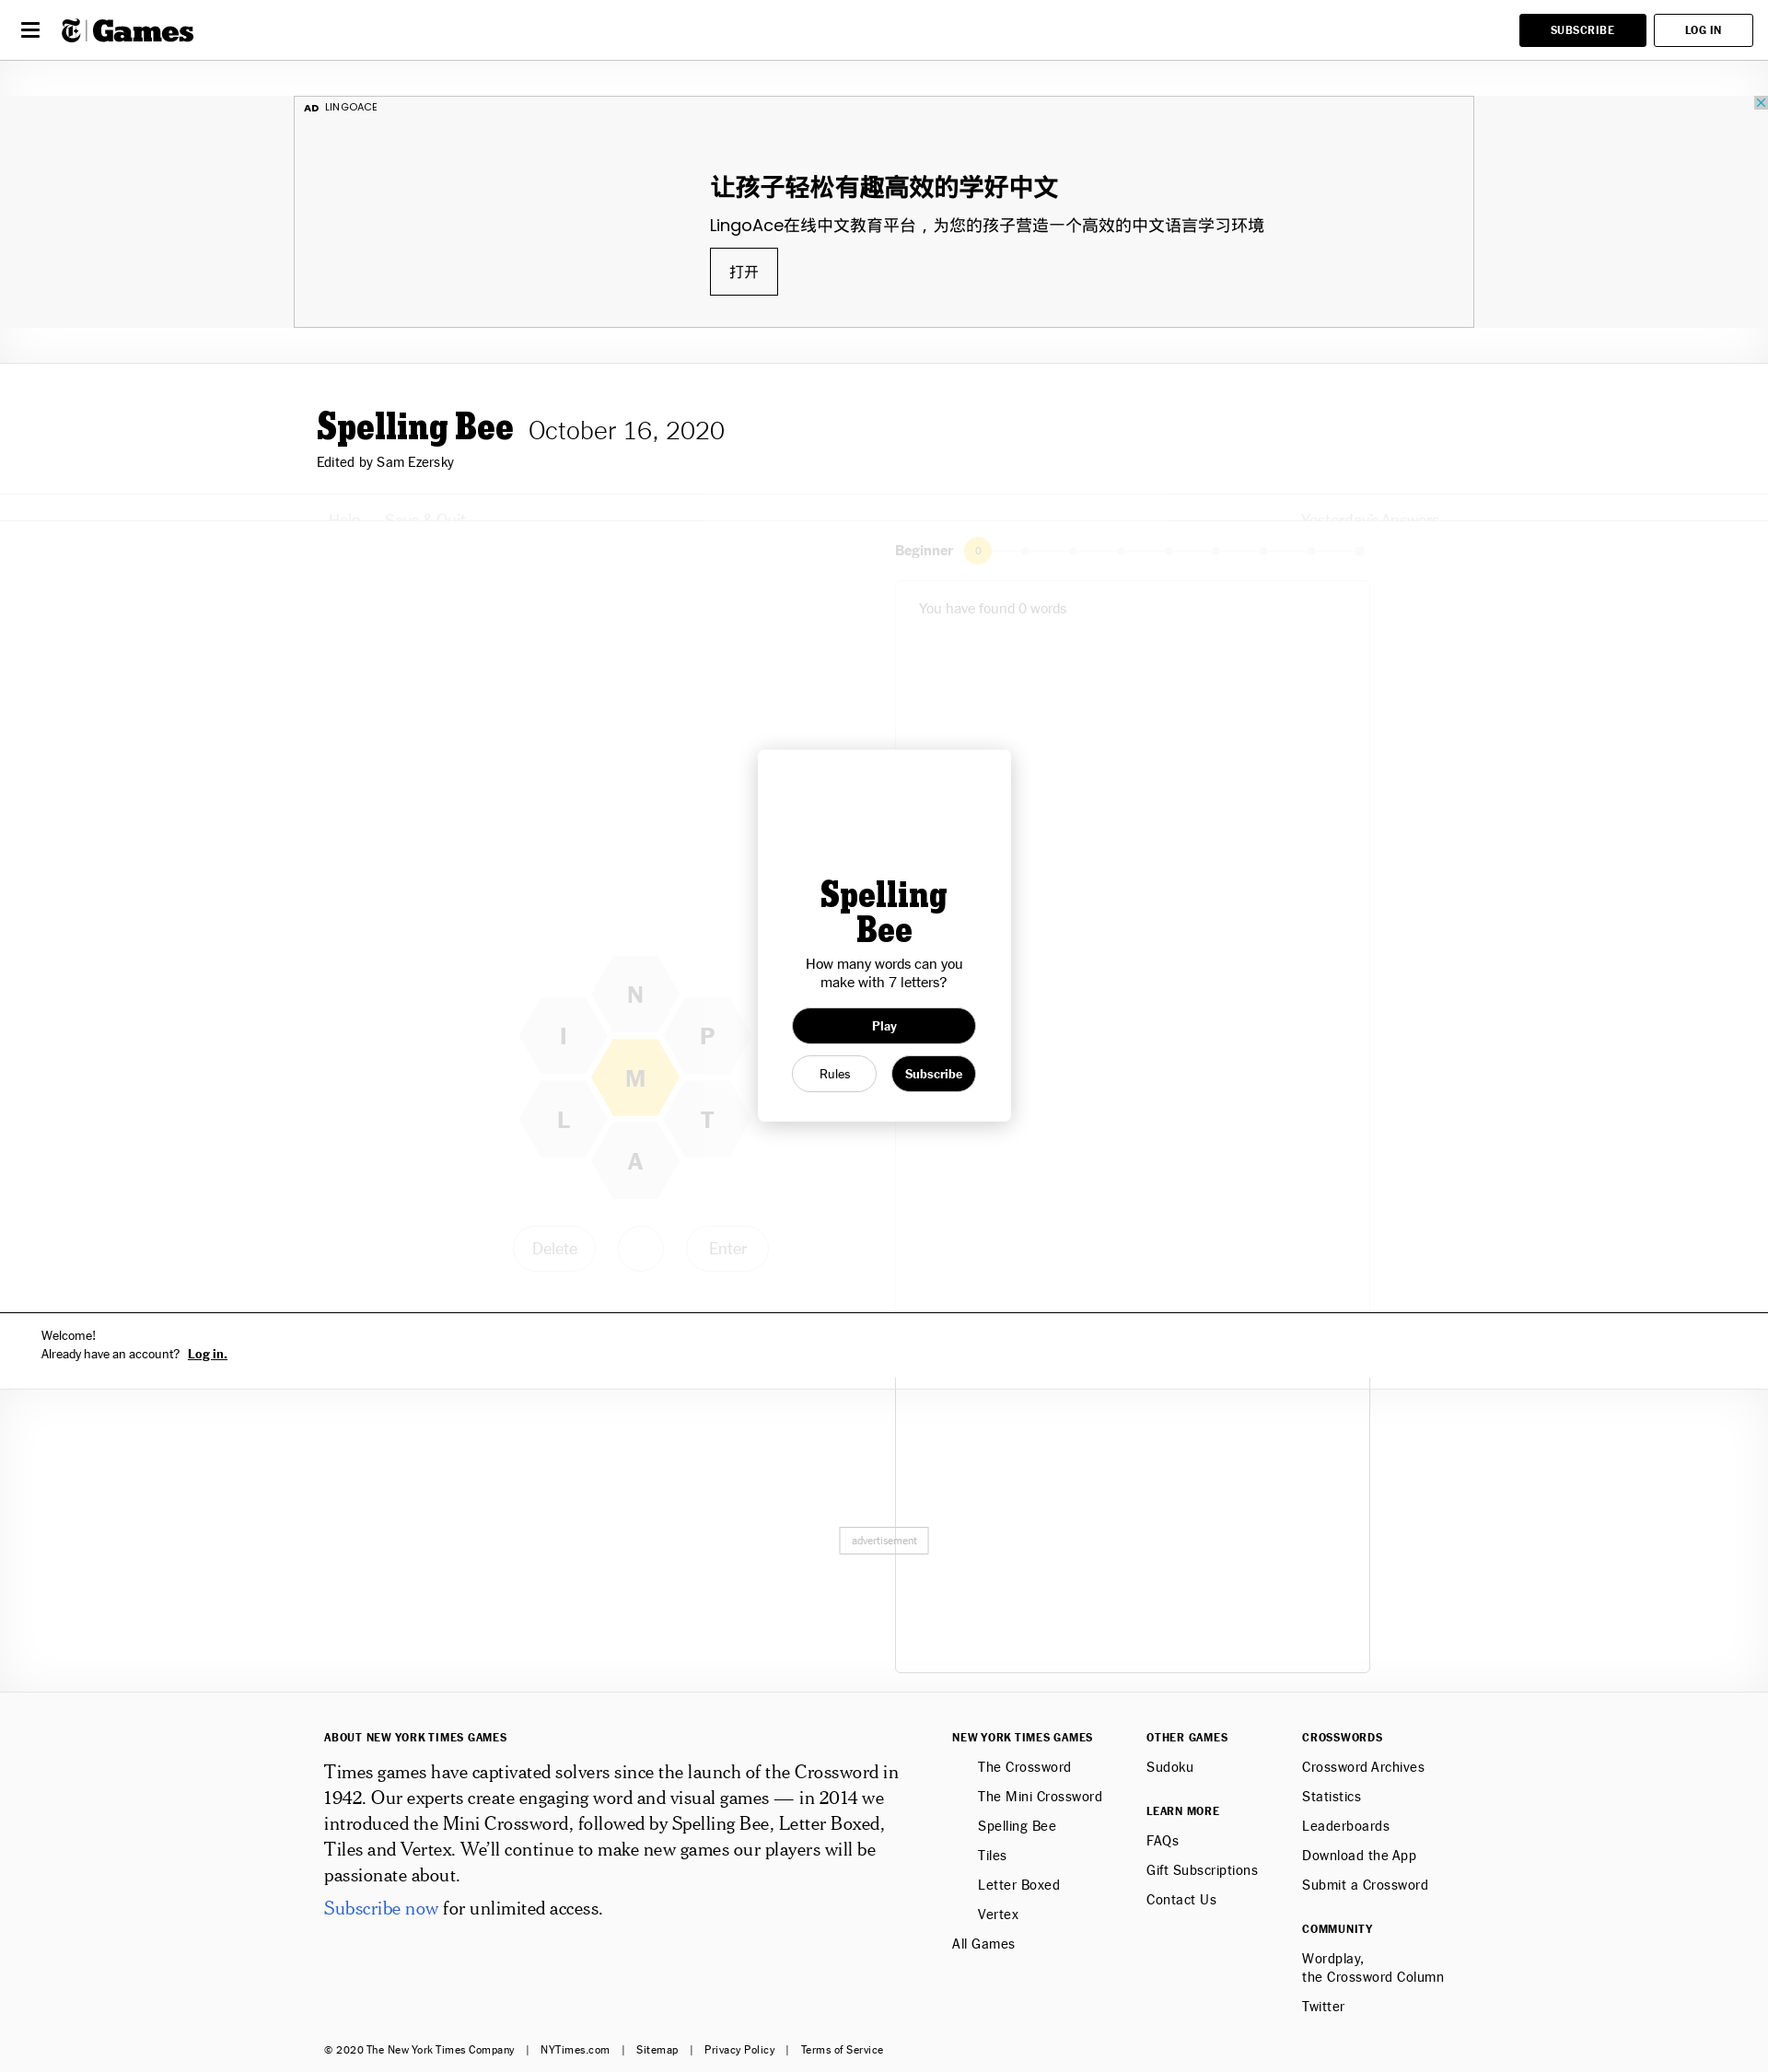 Games
SUBSCRIBE
LOG IN
AD LINGOACE
让孩子轻松有趣高效的学好中文
LingoAce在线中文教育平台，为您的孩子营造一个高效的中文语言学习环境
打开
Spelling Bee October 16, 2020
Edited by Sam Ezersky
Help Save & Quit Yesterday's Answers
Beginner 0
You have found 0 words
N
I P
M
L T
A
Delete Enter
Spelling
Bee
How many words can you
make with 7 letters?
Play
Rules Subscribe
Welcome!
Already have an account? Log in.
advertisement
ABOUT NEW YORK TIMES GAMES
Times games have captivated solvers since the launch of the Crossword in
1942. Our experts create engaging word and visual games — in 2014 we
introduced the Mini Crossword, followed by Spelling Bee, Letter Boxed,
Tiles and Vertex. We’ll continue to make new games our players will be
passionate about.
Subscribe now for unlimited access.
NEW YORK TIMES GAMES
The Crossword
The Mini Crossword
Spelling Bee
Tiles
Letter Boxed
Vertex
All Games
OTHER GAMES
Sudoku
LEARN MORE
FAQs
Gift Subscriptions
Contact Us
CROSSWORDS
Crossword Archives
Statistics
Leaderboards
Download the App
Submit a Crossword
COMMUNITY
Wordplay,
the Crossword Column
Twitter
© 2020 The New York Times Company | NYTimes.com | Sitemap | Privacy Policy | Terms of Service